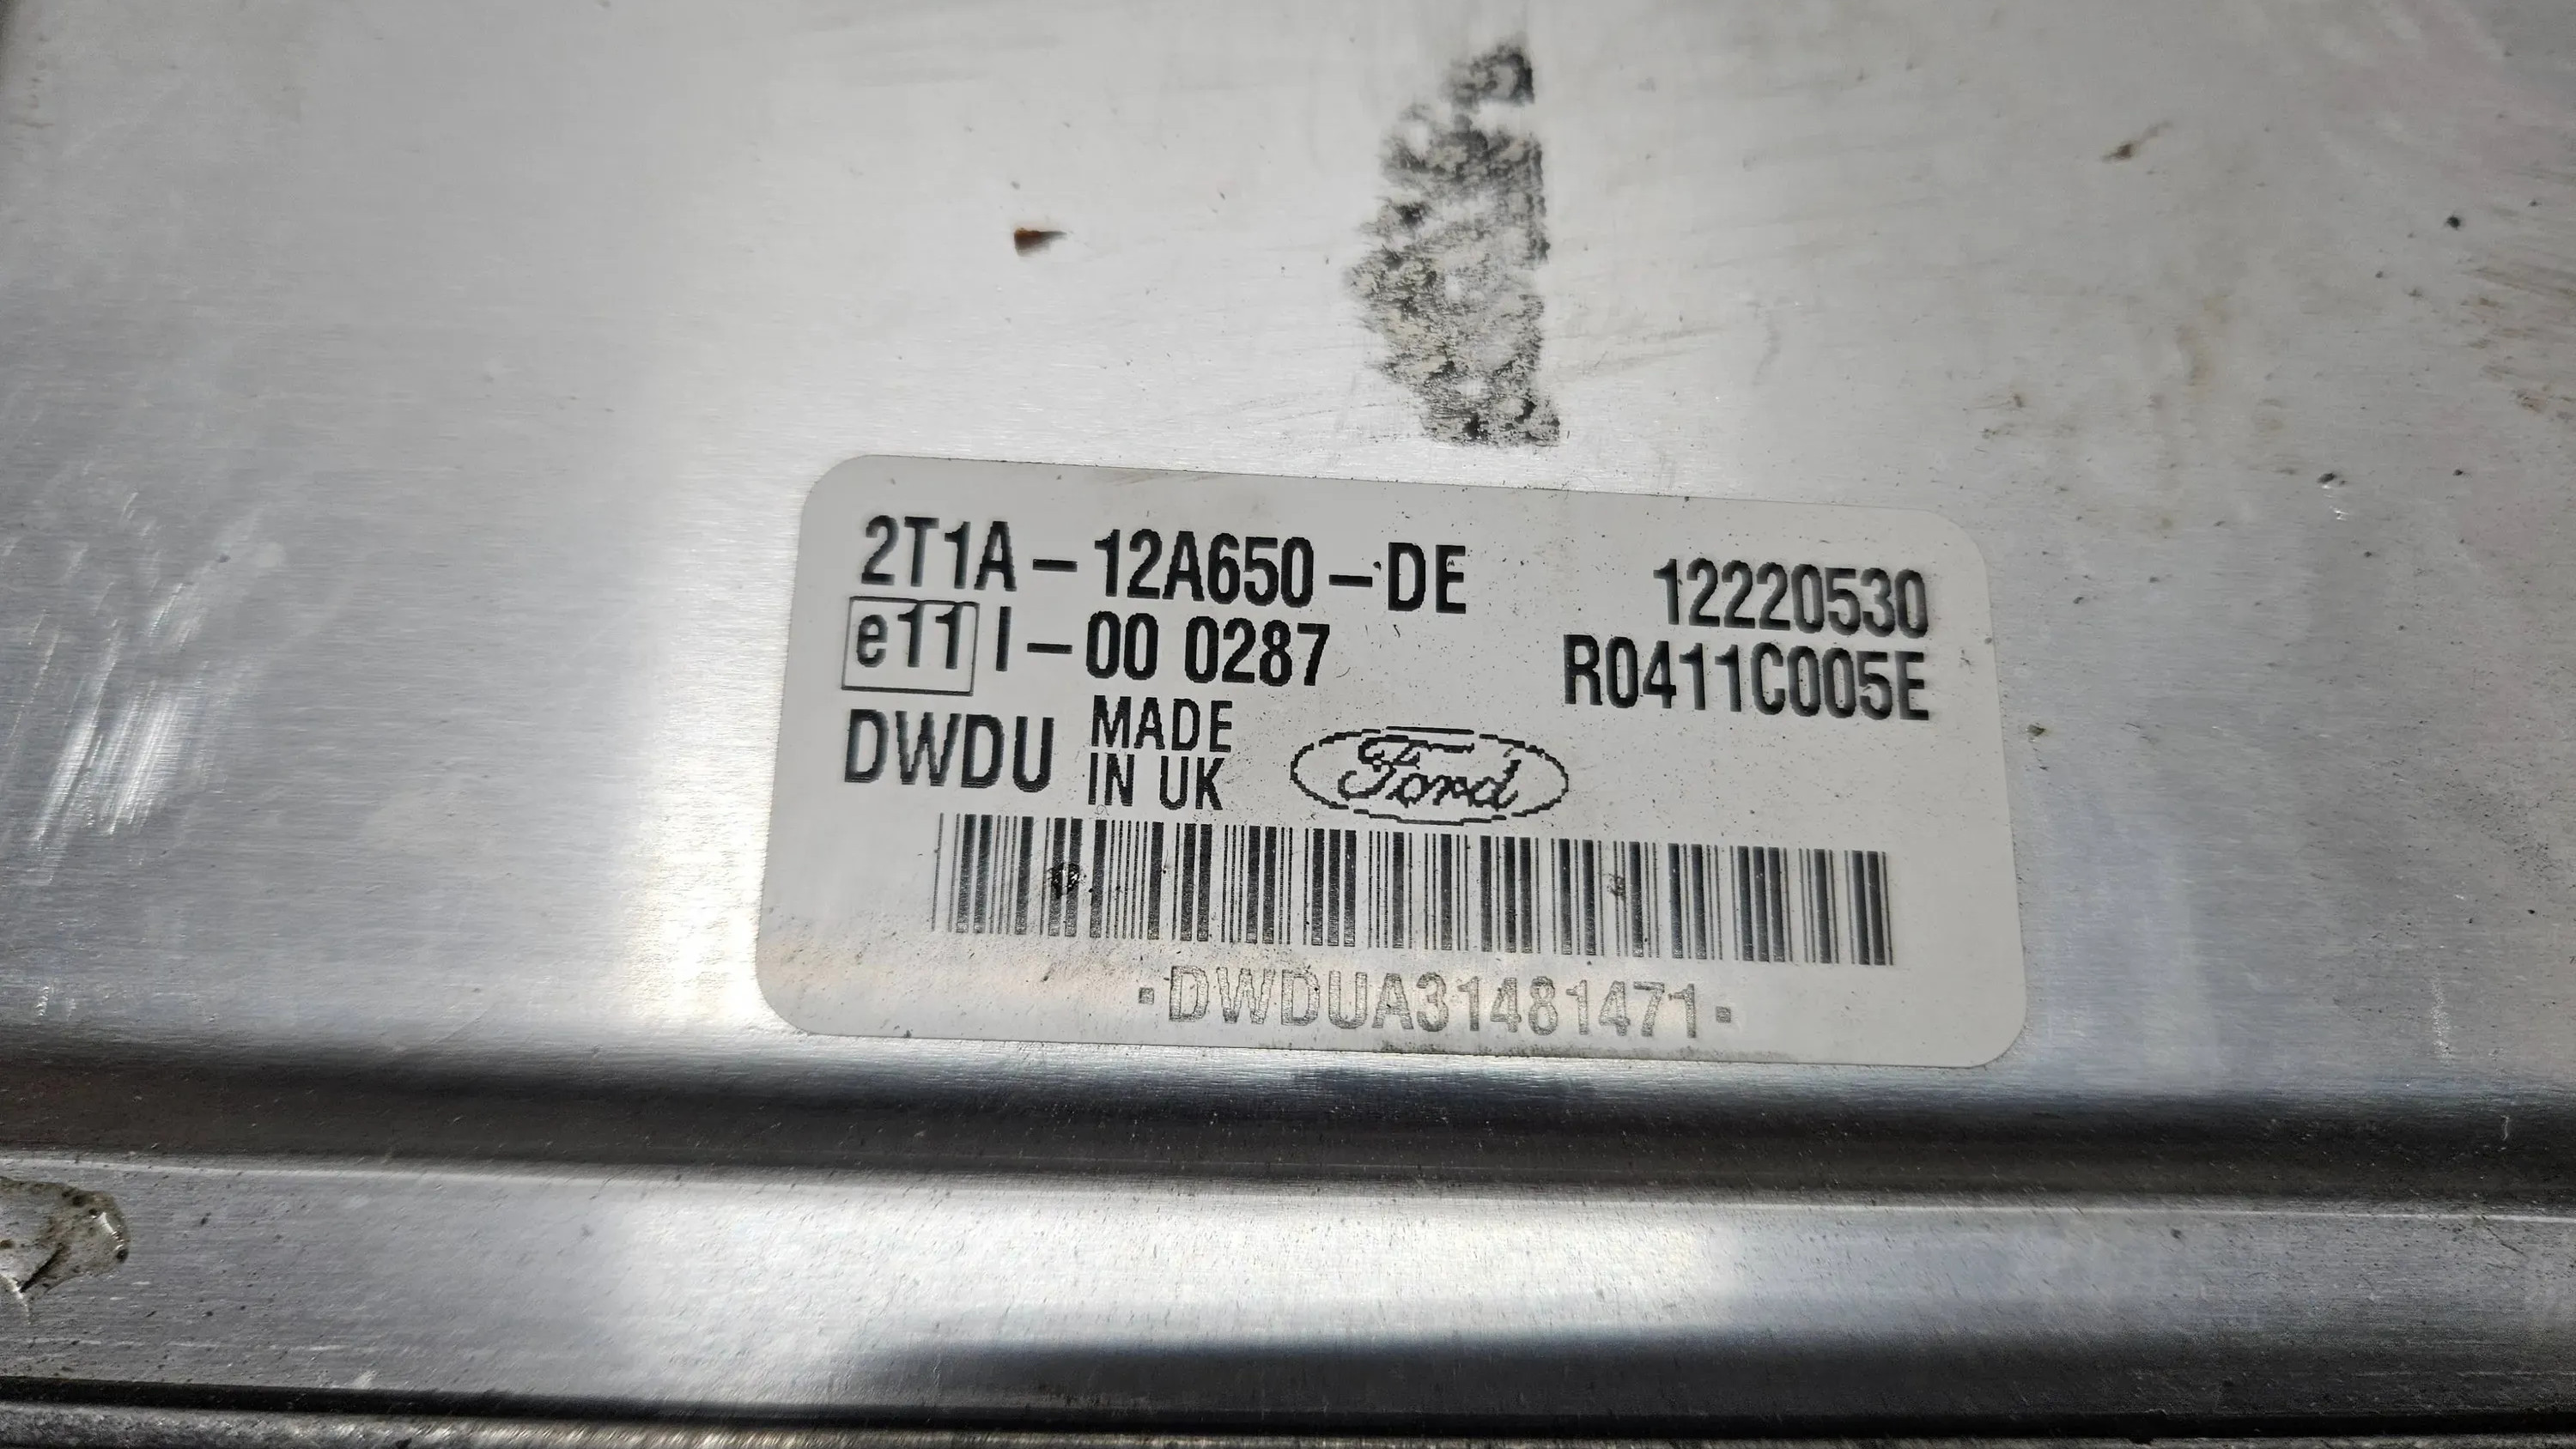 2T1A-12A650-DE 12220530
e11 I-00 0287 R0411C005E
DWDU MADE IN UK Ford
DWDUA31481471